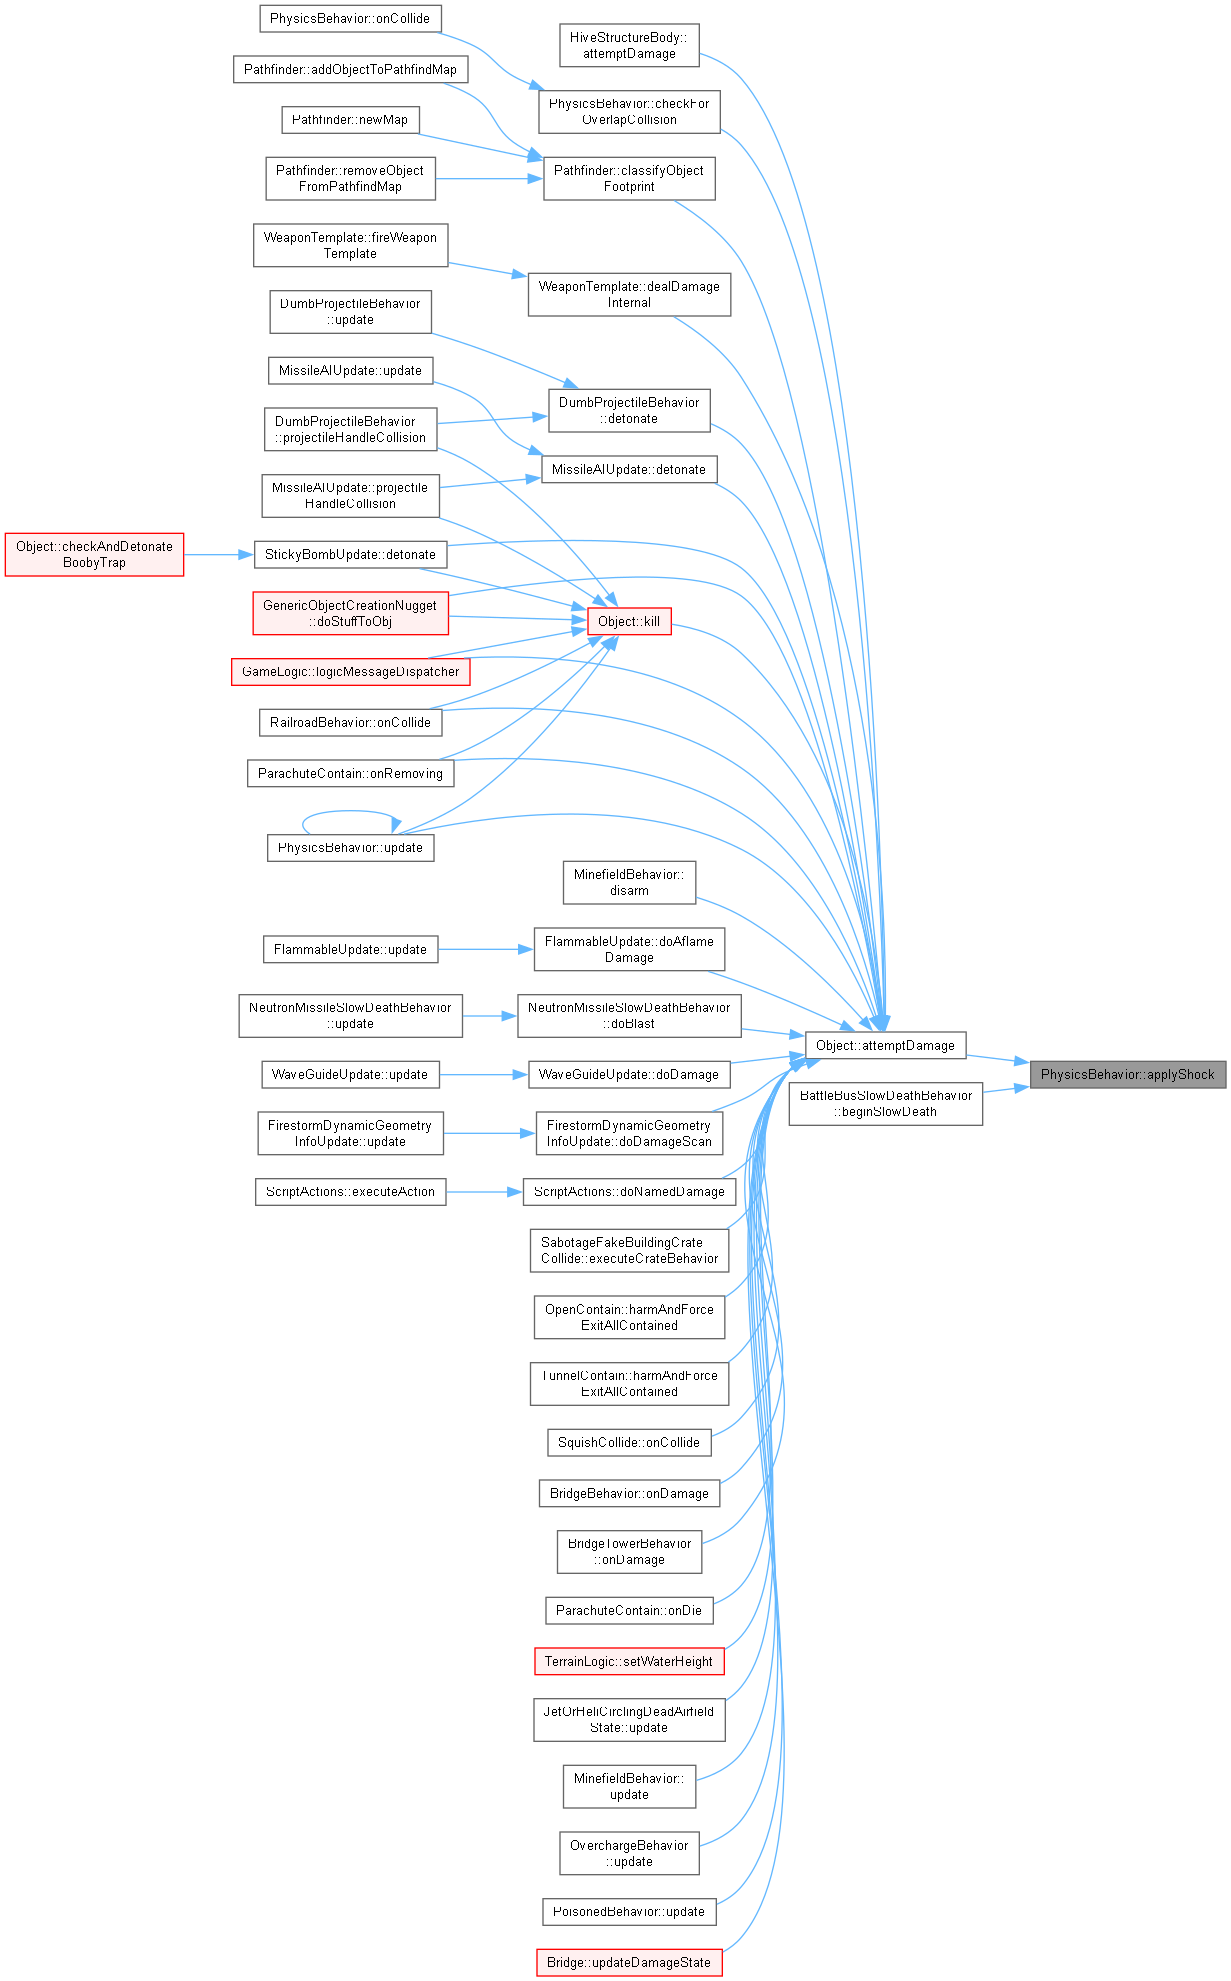 PhysicsBehavior::onCollide
HiveStructureBody::
attemptDamage
Pathfinder::addObjectToPathfindMap
PhysicsBehavior::checkFor
OverlapCollision
Pathfinder::newMap
Pathfinder::removeObject
FromPathfindMap
Pathfinder::classifyObject
Footprint
WeaponTemplate::fireWeapon
Template
WeaponTemplate::dealDamage
Internal
DumbProjectileBehavior
::update
MissileAIUpdate::update
DumbProjectileBehavior
::detonate
DumbProjectileBehavior
::projectileHandleCollision
MissileAIUpdate::detonate
MissileAIUpdate::projectile
HandleCollision
Object::checkAndDetonate
BoobyTrap
StickyBombUpdate::detonate
GenericObjectCreationNugget
::doStuffToObj
Object::kill
GameLogic::logicMessageDispatcher
RailroadBehavior::onCollide
ParachuteContain::onRemoving
PhysicsBehavior::update
MinefieldBehavior::
disarm
FlammableUpdate::update
FlammableUpdate::doAflame
Damage
NeutronMissileSlowDeathBehavior
::update
NeutronMissileSlowDeathBehavior
::doBlast
Object::attemptDamage
PhysicsBehavior::applyShock
WaveGuideUpdate::update
WaveGuideUpdate::doDamage
BattleBusSlowDeathBehavior
::beginSlowDeath
FirestormDynamicGeometry
InfoUpdate::update
FirestormDynamicGeometry
InfoUpdate::doDamageScan
ScriptActions::executeAction
ScriptActions::doNamedDamage
SabotageFakeBuildingCrate
Collide::executeCrateBehavior
OpenContain::harmAndForce
ExitAllContained
TunnelContain::harmAndForce
ExitAllContained
SquishCollide::onCollide
BridgeBehavior::onDamage
BridgeTowerBehavior
::onDamage
ParachuteContain::onDie
TerrainLogic::setWaterHeight
JetOrHeliCirclingDeadAirfield
State::update
MinefieldBehavior::
update
OverchargeBehavior
::update
PoisonedBehavior::update
Bridge::updateDamageState